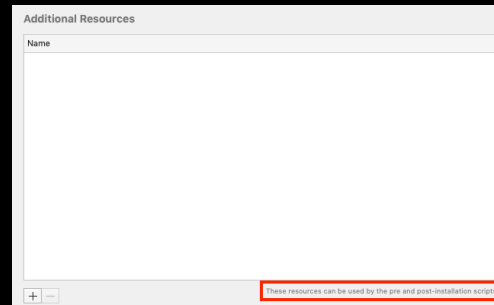 Additional Resources
Name
These resources can be used by the pre and post-installation scripts